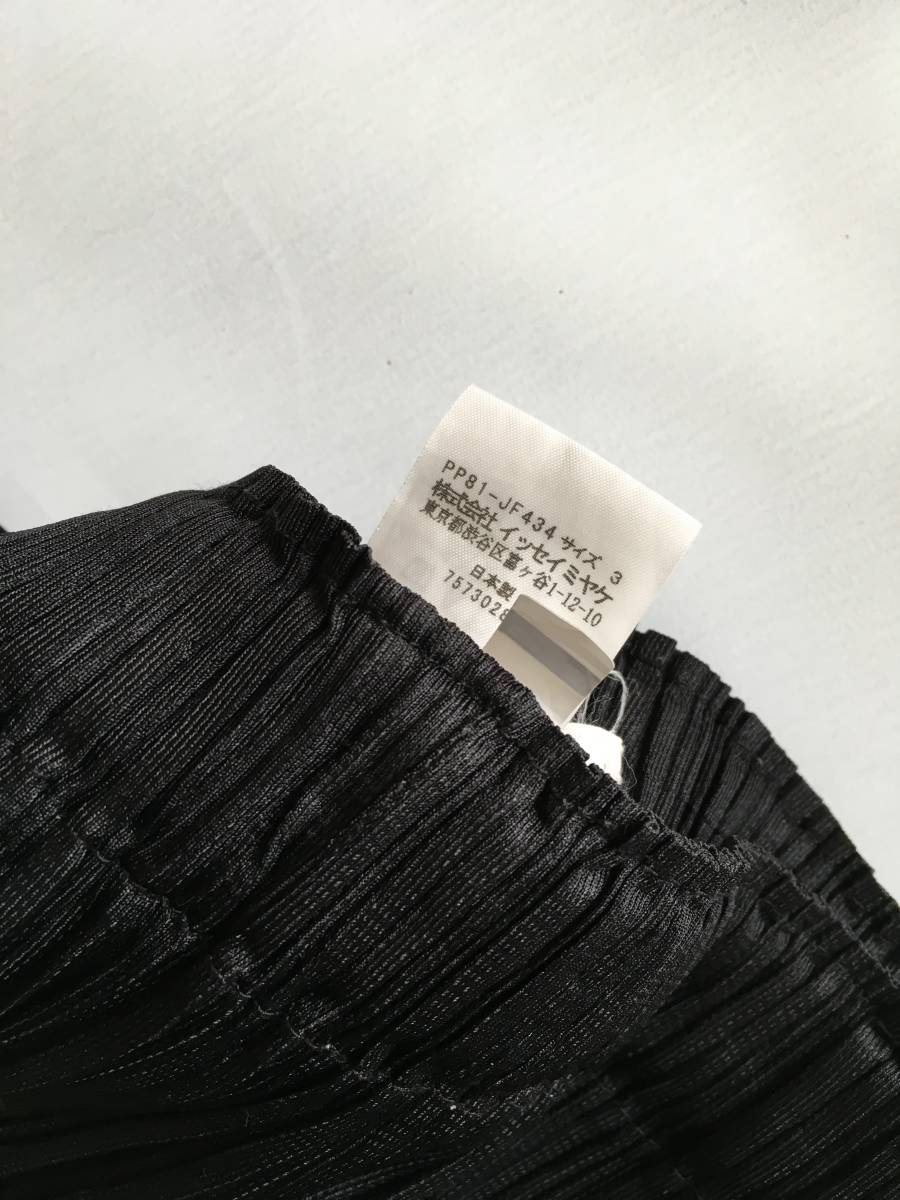 PP81-JF434 サイズ 3
株式会社 イッセイミヤケ
東京都渋谷区富ヶ谷1-12-10
日本製
757302